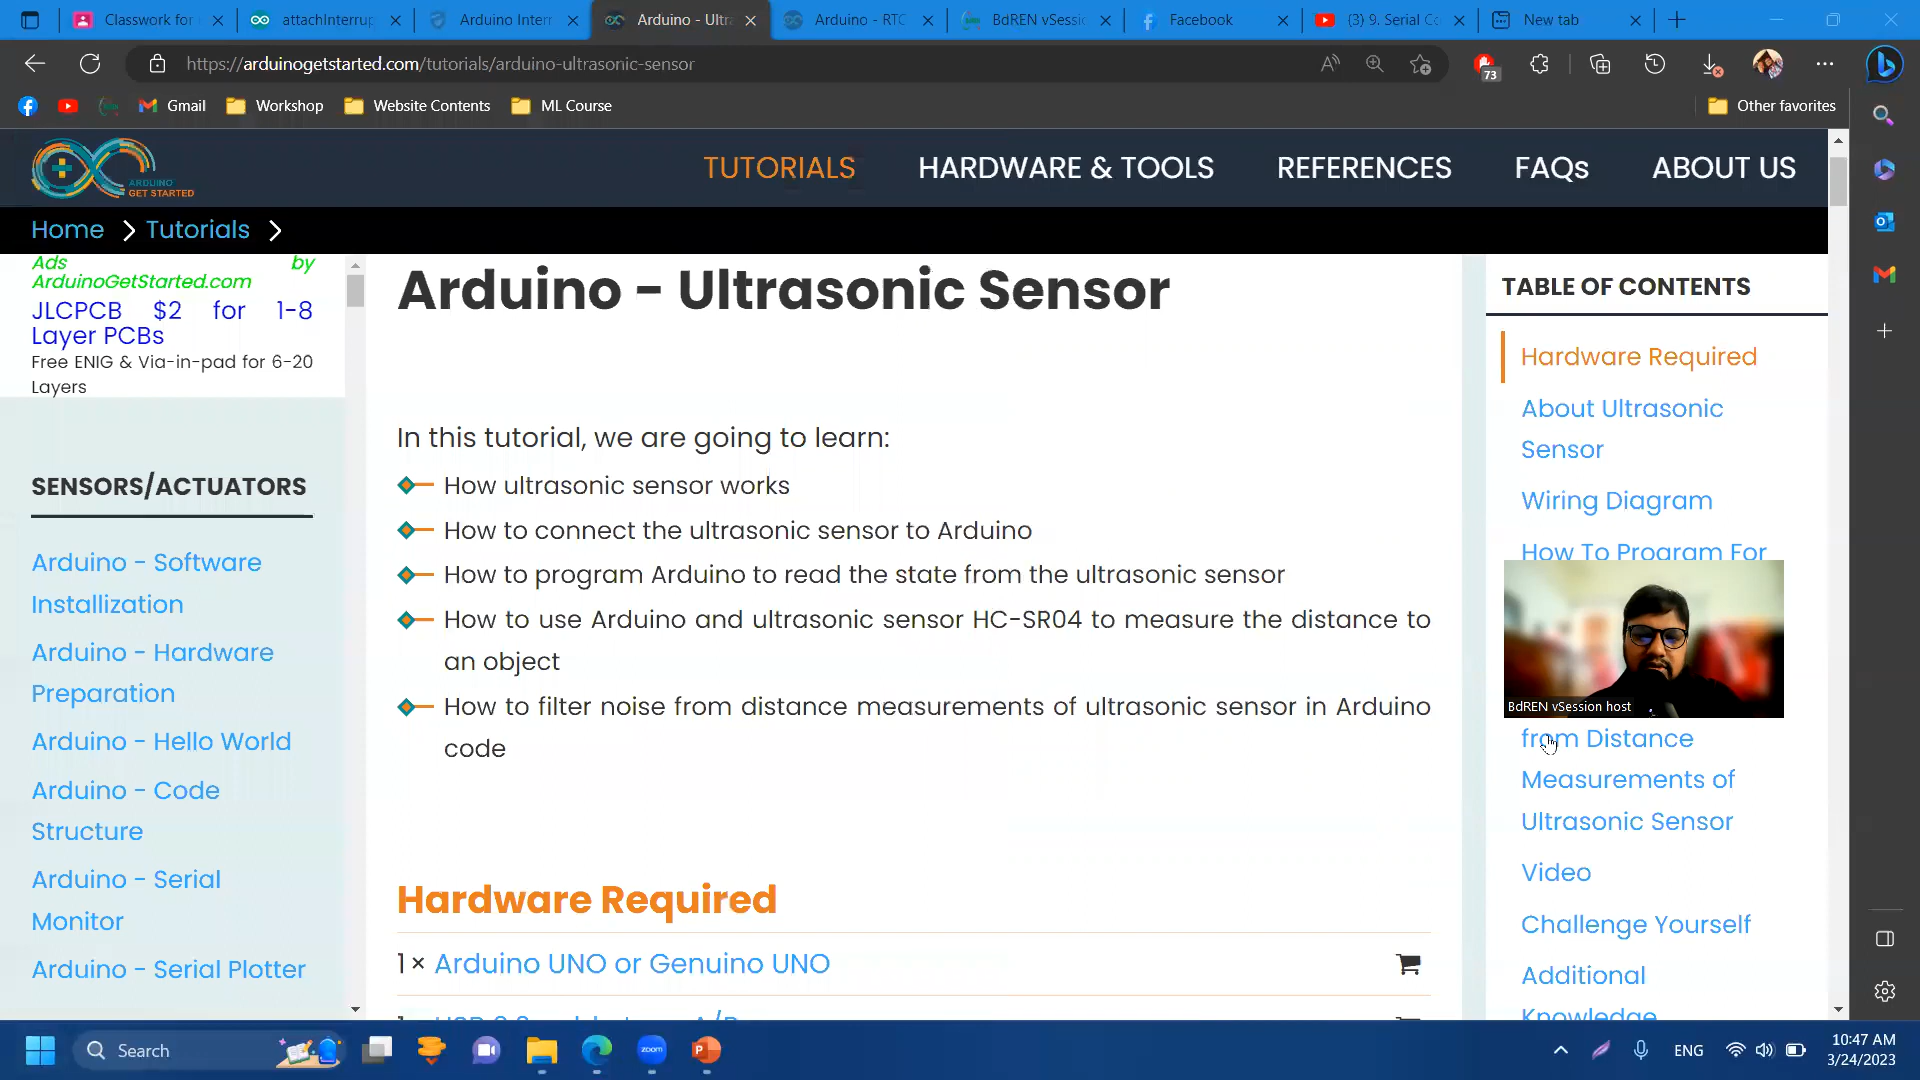 Classwork for
attachInterrup
Arduino Intern
Arduino - Ultra
Arduino - RTC
BdREN vSessi
Facebook
(3) 9. Serial Co
New tab
https://arduinogetstarted.com/tutorials/arduino-ultrasonic-sensor
73
Gmail
Workshop
Website Contents
ML Course
Other favorites
ARDUINO
GET STARTED
TUTORIALS
HARDWARE & TOOLS
REFERENCES
FAQs
ABOUT US
Home
Tutorials
Ads by
ArduinoGetStarted.com
JLCPCB $2 for 1-8
Layer PCBs
Free ENIG & Via-in-pad for 6-20
Layers
SENSORS/ACTUATORS
Arduino - Software
Installization
Arduino - Hardware
Preparation
Arduino - Hello World
Arduino - Code
Structure
Arduino - Serial
Monitor
Arduino - Serial Plotter
Arduino - Ultrasonic Sensor
In this tutorial, we are going to learn:
How ultrasonic sensor works
How to connect the ultrasonic sensor to Arduino
How to program Arduino to read the state from the ultrasonic sensor
How to use Arduino and ultrasonic sensor HC-SR04 to measure the distance to
an object
How to filter noise from distance measurements of ultrasonic sensor in Arduino
code
Hardware Required
1 × Arduino UNO or Genuino UNO
TABLE OF CONTENTS
Hardware Required
About Ultrasonic
Sensor
Wiring Diagram
How To Program For
BdREN vSession host
from Distance
Measurements of
Ultrasonic Sensor
Video
Challenge Yourself
Additional
Knowledge
Search
zoom
ENG
10:47 AM
3/24/2023